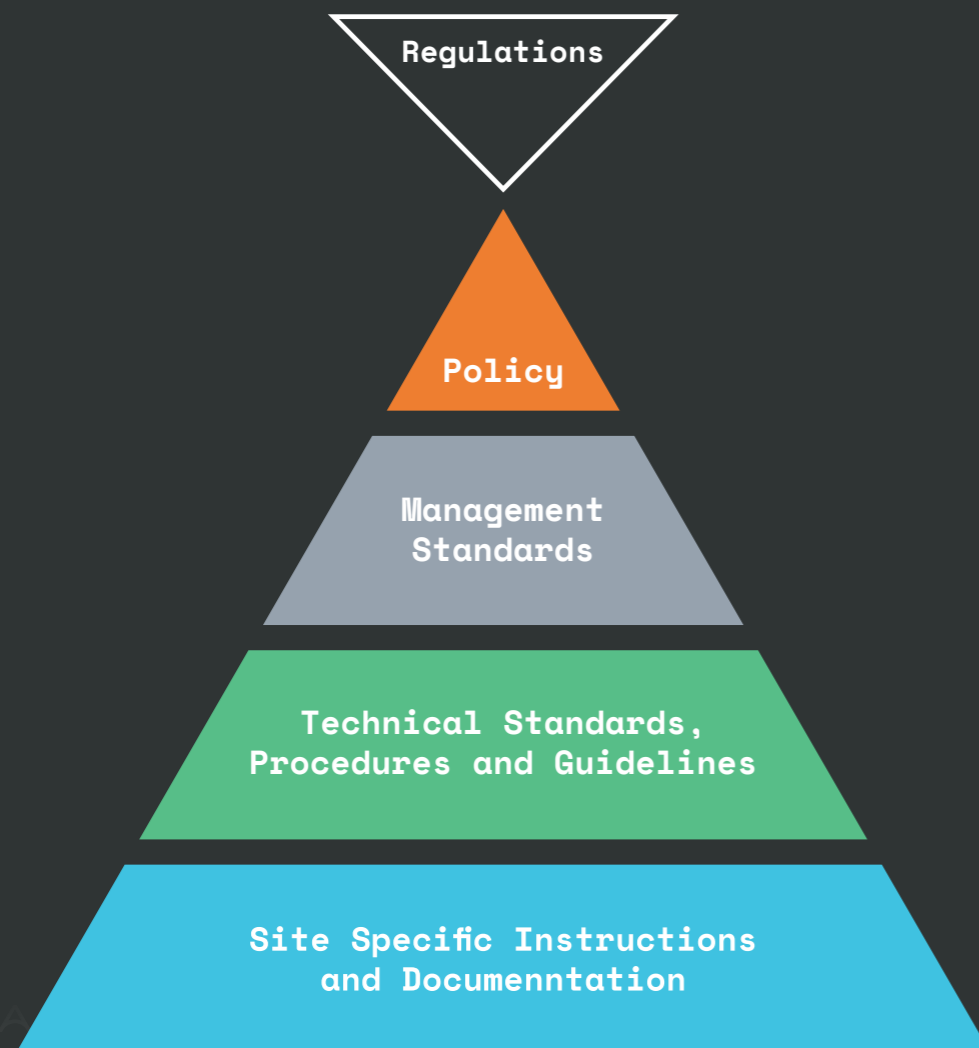 Regulations
Policy
Management
Standards
Technical Standards,
Procedures and Guidelines
Site Specific Instructions
and Documenntation